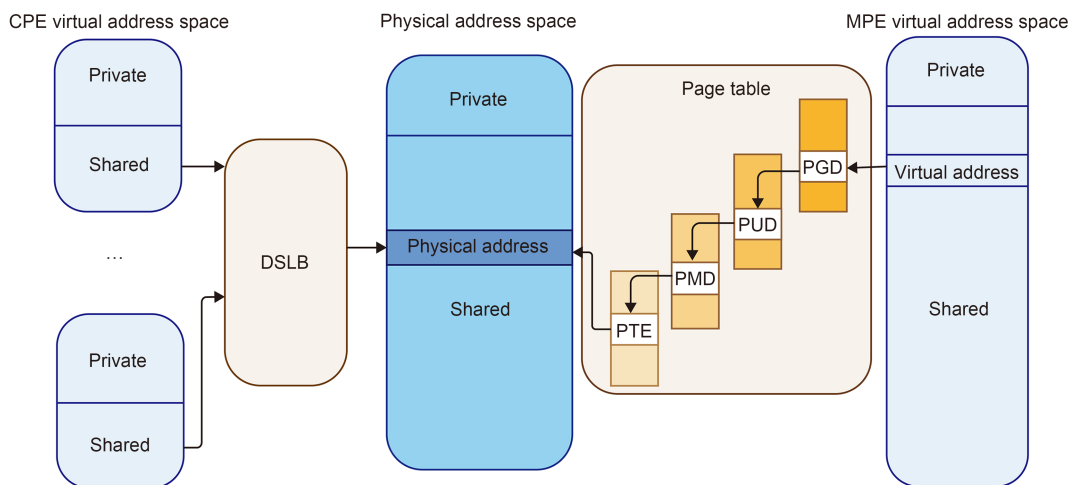 CPE virtual address space
Physical address space
MPE virtual address space
Private
Shared
...
Private
Shared
DSLB
Private
Physical address
Shared
Page table
PGD
PUD
PMD
PTE
Private
Virtual address
Shared